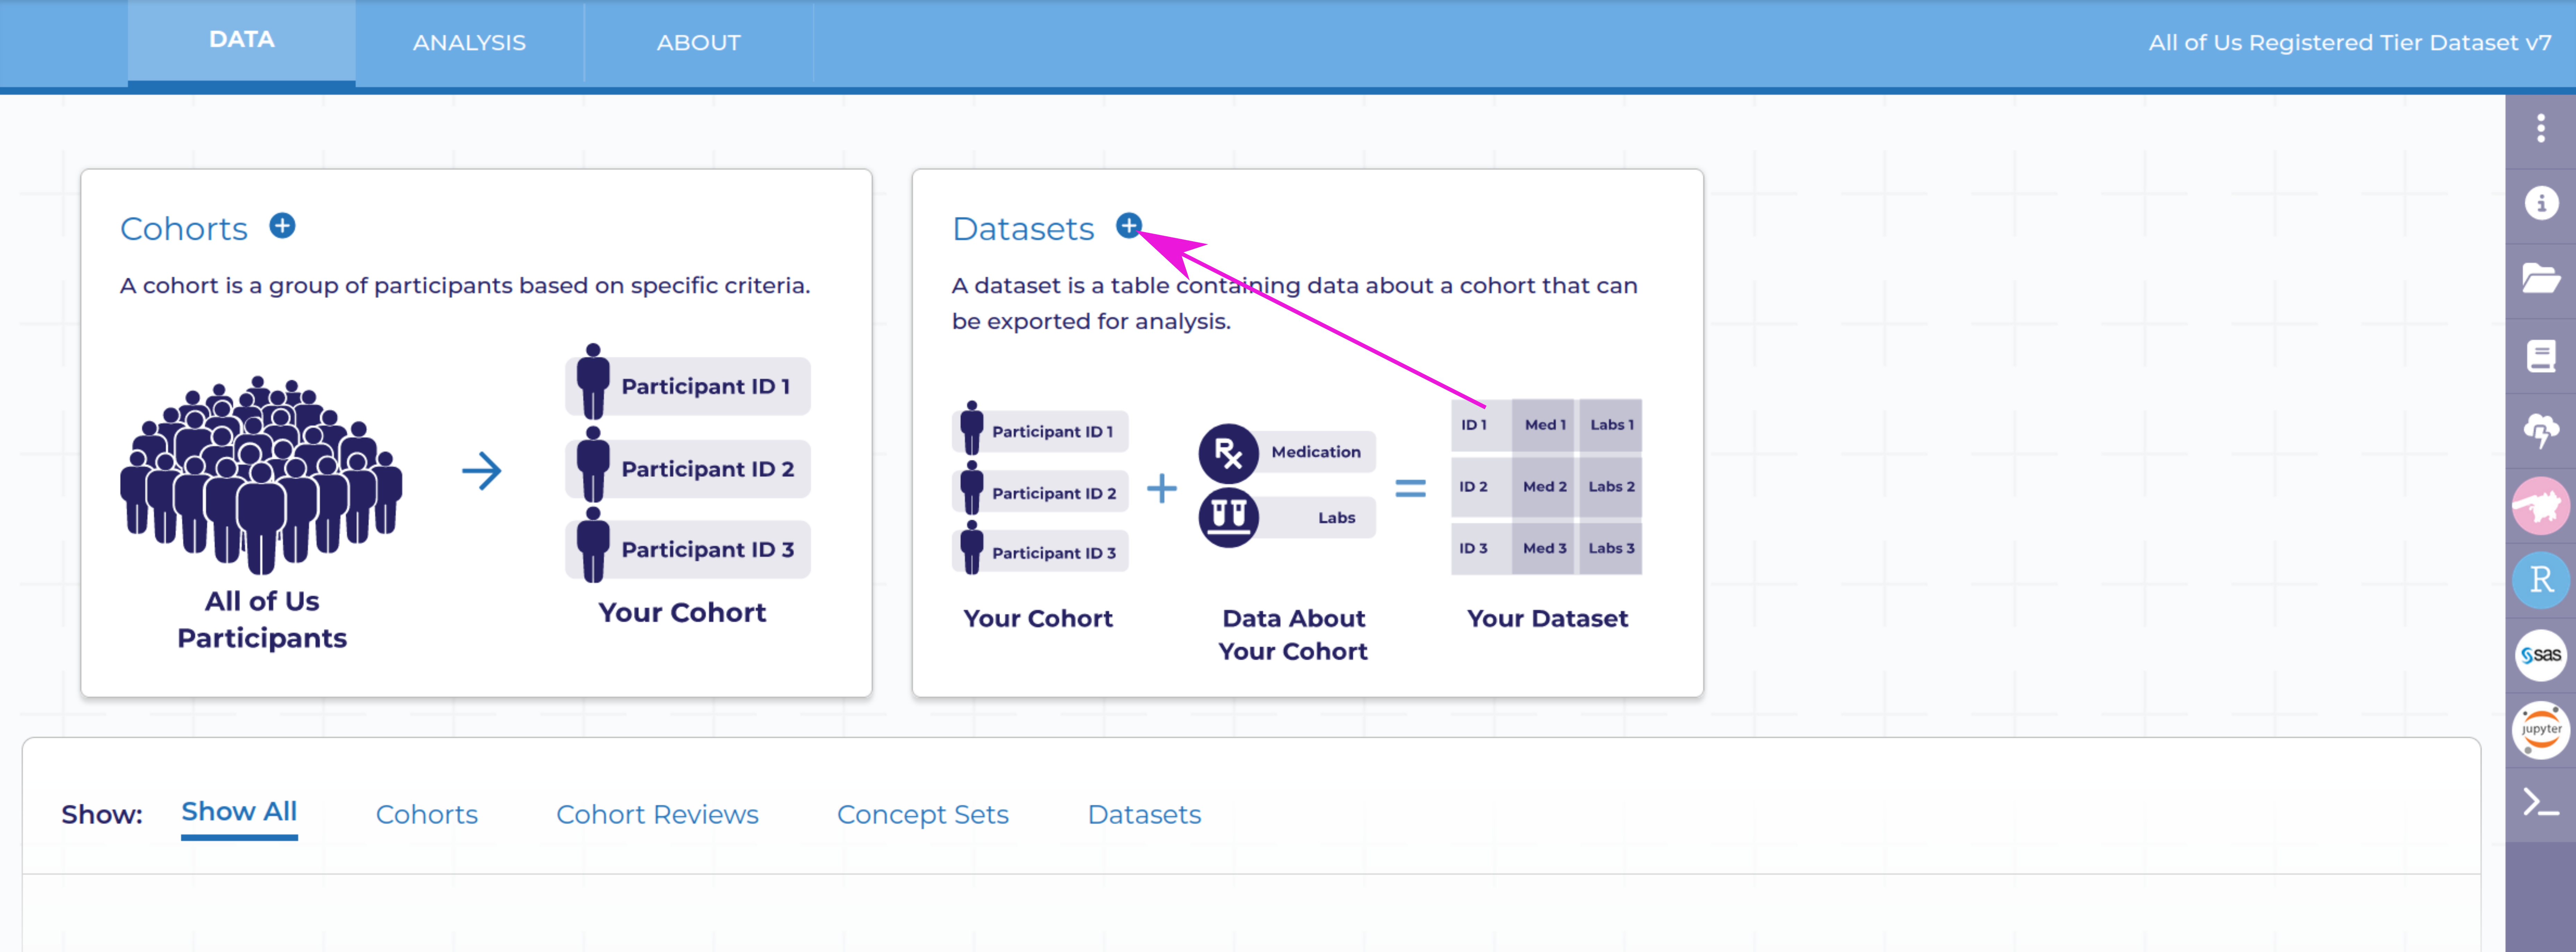 DATA ANALYSIS ABOUT All of Us Registered Tier Dataset v7
Cohorts
A cohort is a group of participants based on specific criteria.
Participant ID 1
Participant ID 2
Participant ID 3
All of Us
Participants
Your Cohort
Datasets
A dataset is a table containing data about a cohort that can
be exported for analysis.
Participant ID 1
Participant ID 2
Participant ID 3
Your Cohort
Rx Medication
Labs
Data About
Your Cohort
ID 1 Med 1 Labs 1
ID 2 Med 2 Labs 2
ID 3 Med 3 Labs 3
Your Dataset
Show: Show All Cohorts Cohort Reviews Concept Sets Datasets
R
sas
jupyter